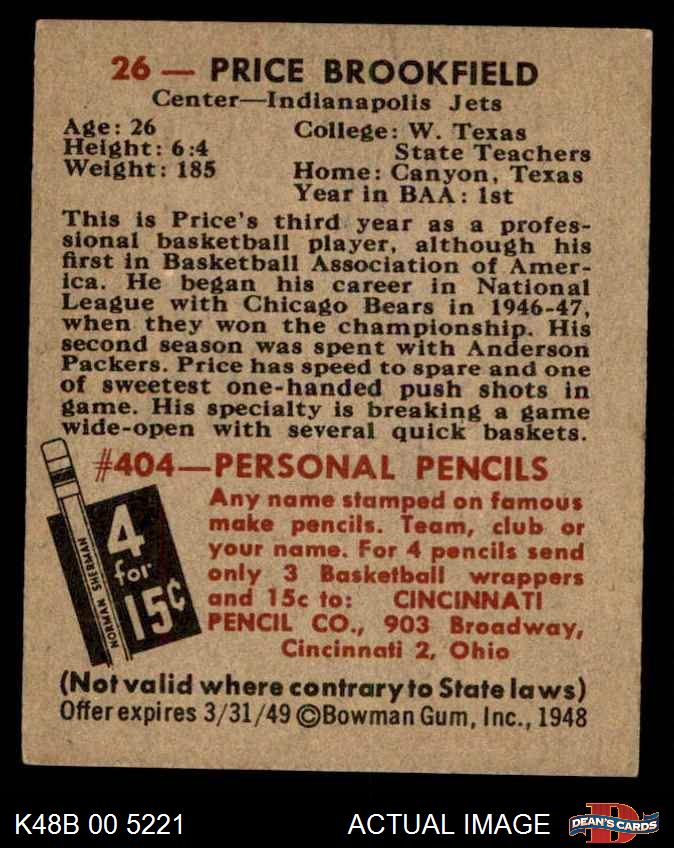 26 — PRICE BROOKFIELD
Center—Indianapolis Jets
Age: 26
Height: 6:4
Weight: 185
College: W. Texas
State Teachers
Home: Canyon, Texas
Year in BAA: 1st
This is Price's third year as a profes-
sional basketball player, although his
first in Basketball Association of Amer-
ica. He began his career in National
League with Chicago Bears in 1946-47,
when they won the championship. His
second season was spent with Anderson
Packers. Price has speed to spare and one
of sweetest one-handed push shots in
game. His specialty is breaking a game
wide-open with several quick baskets.
#404—PERSONAL PENCILS
NORMAN SHERMAN
4
for
15¢
Any name stamped on famous
make pencils. Team, club or
your name. For 4 pencils send
only 3 Basketball wrappers
and 15c to: CINCINNATI
PENCIL CO., 903 Broadway,
Cincinnati 2, Ohio
(Not valid where contrary to State laws)
Offer expires 3/31/49 ©Bowman Gum, Inc., 1948
K48B 00 5221
ACTUAL IMAGE
D
DEAN'S CARDS